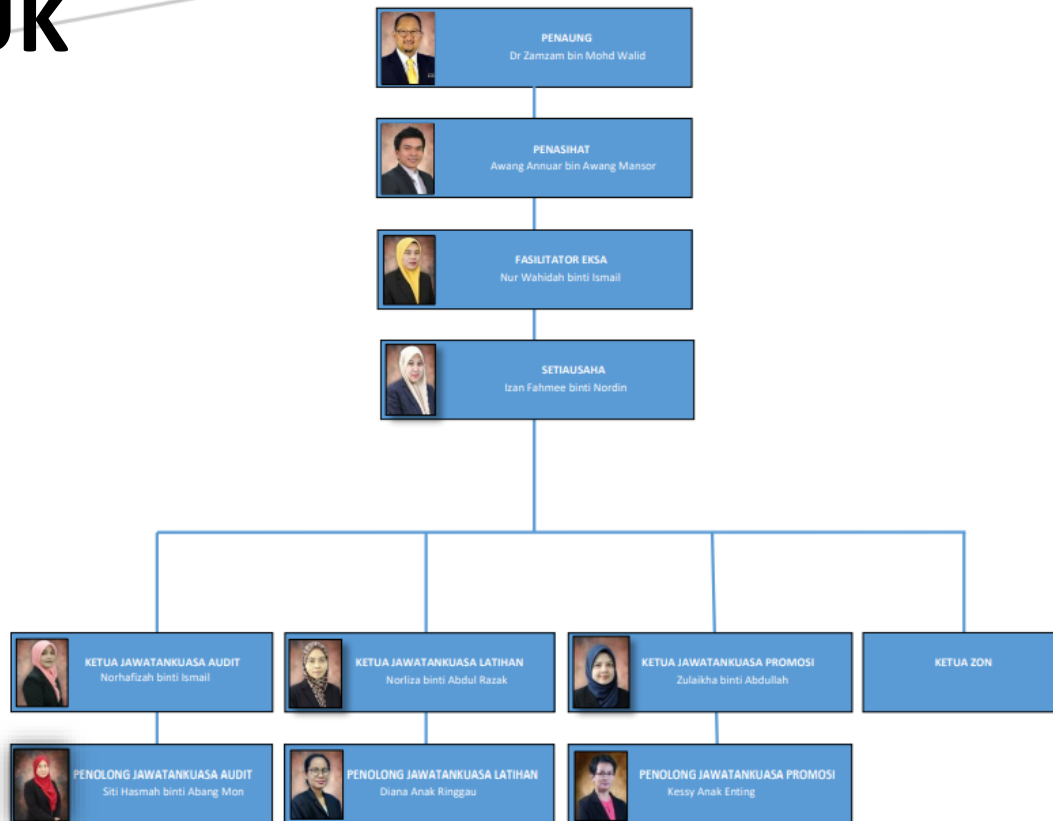 UK
PENAUNG
Dr Zamzam bin Mohd Walid
PENASIHAT
Awang Annuar bin Awang Mansor
FASILITATOR EKSA
Nur Wahidah binti Ismail
SETIAUSAHA
Izan Fahmee binti Nordin
KETUA JAWATANKUASA AUDIT
Norhafizah binti Ismail
KETUA JAWATANKUASA LATIHAN
Norliza binti Abdul Razak
KETUA JAWATANKUASA PROMOSI
Zulaikha binti Abdullah
KETUA ZON
PENOLONG JAWATANKUASA AUDIT
Siti Hasmah binti Abang Mon
PENOLONG JAWATANKUASA LATIHAN
Diana Anak Ringgau
PENOLONG JAWATANKUASA PROMOSI
Kessy Anak Enting